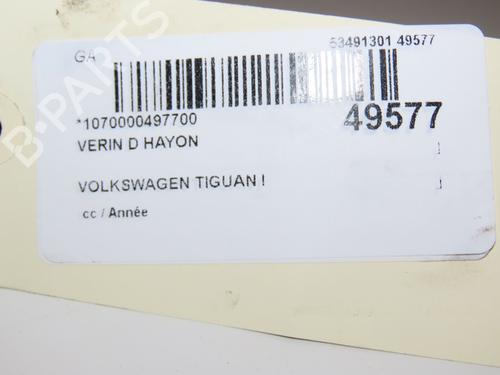 GA 53491301 49577
*1070000497700 49577
VERIN D HAYON
VOLKSWAGEN TIGUAN I
cc / Année
B-PARTS